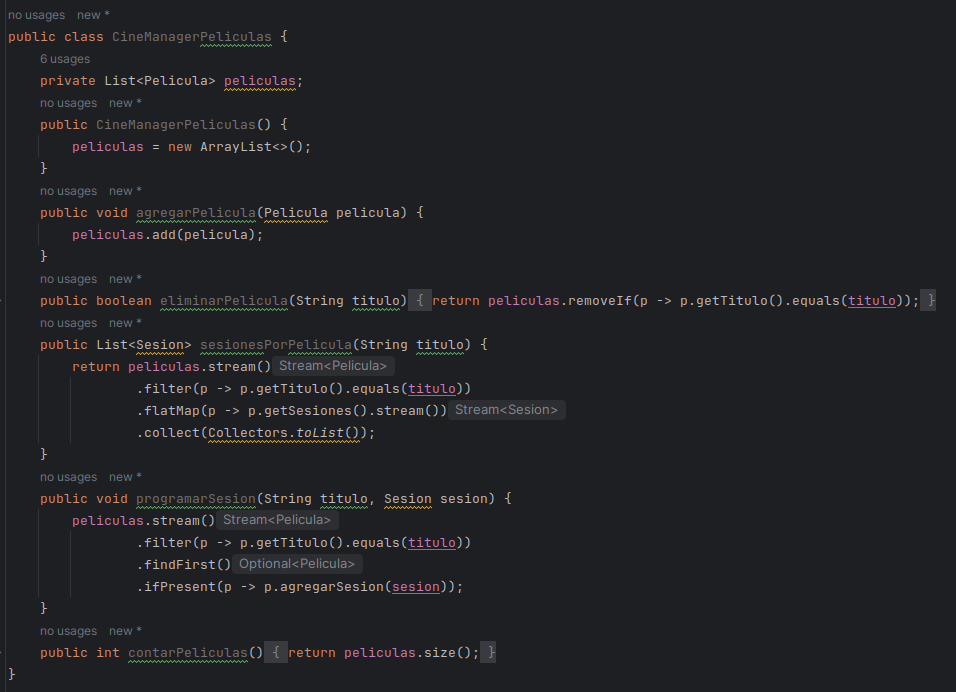 no usages   new *
public class CineManagerPeliculas {
6 usages
private List<Pelicula> peliculas;
no usages   new *
public CineManagerPeliculas() {
peliculas = new ArrayList<>();
}
no usages   new *
public void agregarPelicula(Pelicula pelicula) {
peliculas.add(pelicula);
}
no usages   new *
public boolean eliminarPelicula(String titulo) { return peliculas.removeIf(p -> p.getTitulo().equals(titulo)); }
no usages   new *
public List<Sesion> sesionesPorPelicula(String titulo) {
return peliculas.stream() Stream<Pelicula>
.filter(p -> p.getTitulo().equals(titulo))
.flatMap(p -> p.getSesiones().stream()) Stream<Sesion>
.collect(Collectors.toList());
}
no usages   new *
public void programarSesion(String titulo, Sesion sesion) {
peliculas.stream() Stream<Pelicula>
.filter(p -> p.getTitulo().equals(titulo))
.findFirst() Optional<Pelicula>
.ifPresent(p -> p.agregarSesion(sesion));
}
no usages   new *
public int contarPeliculas() { return peliculas.size(); }
}